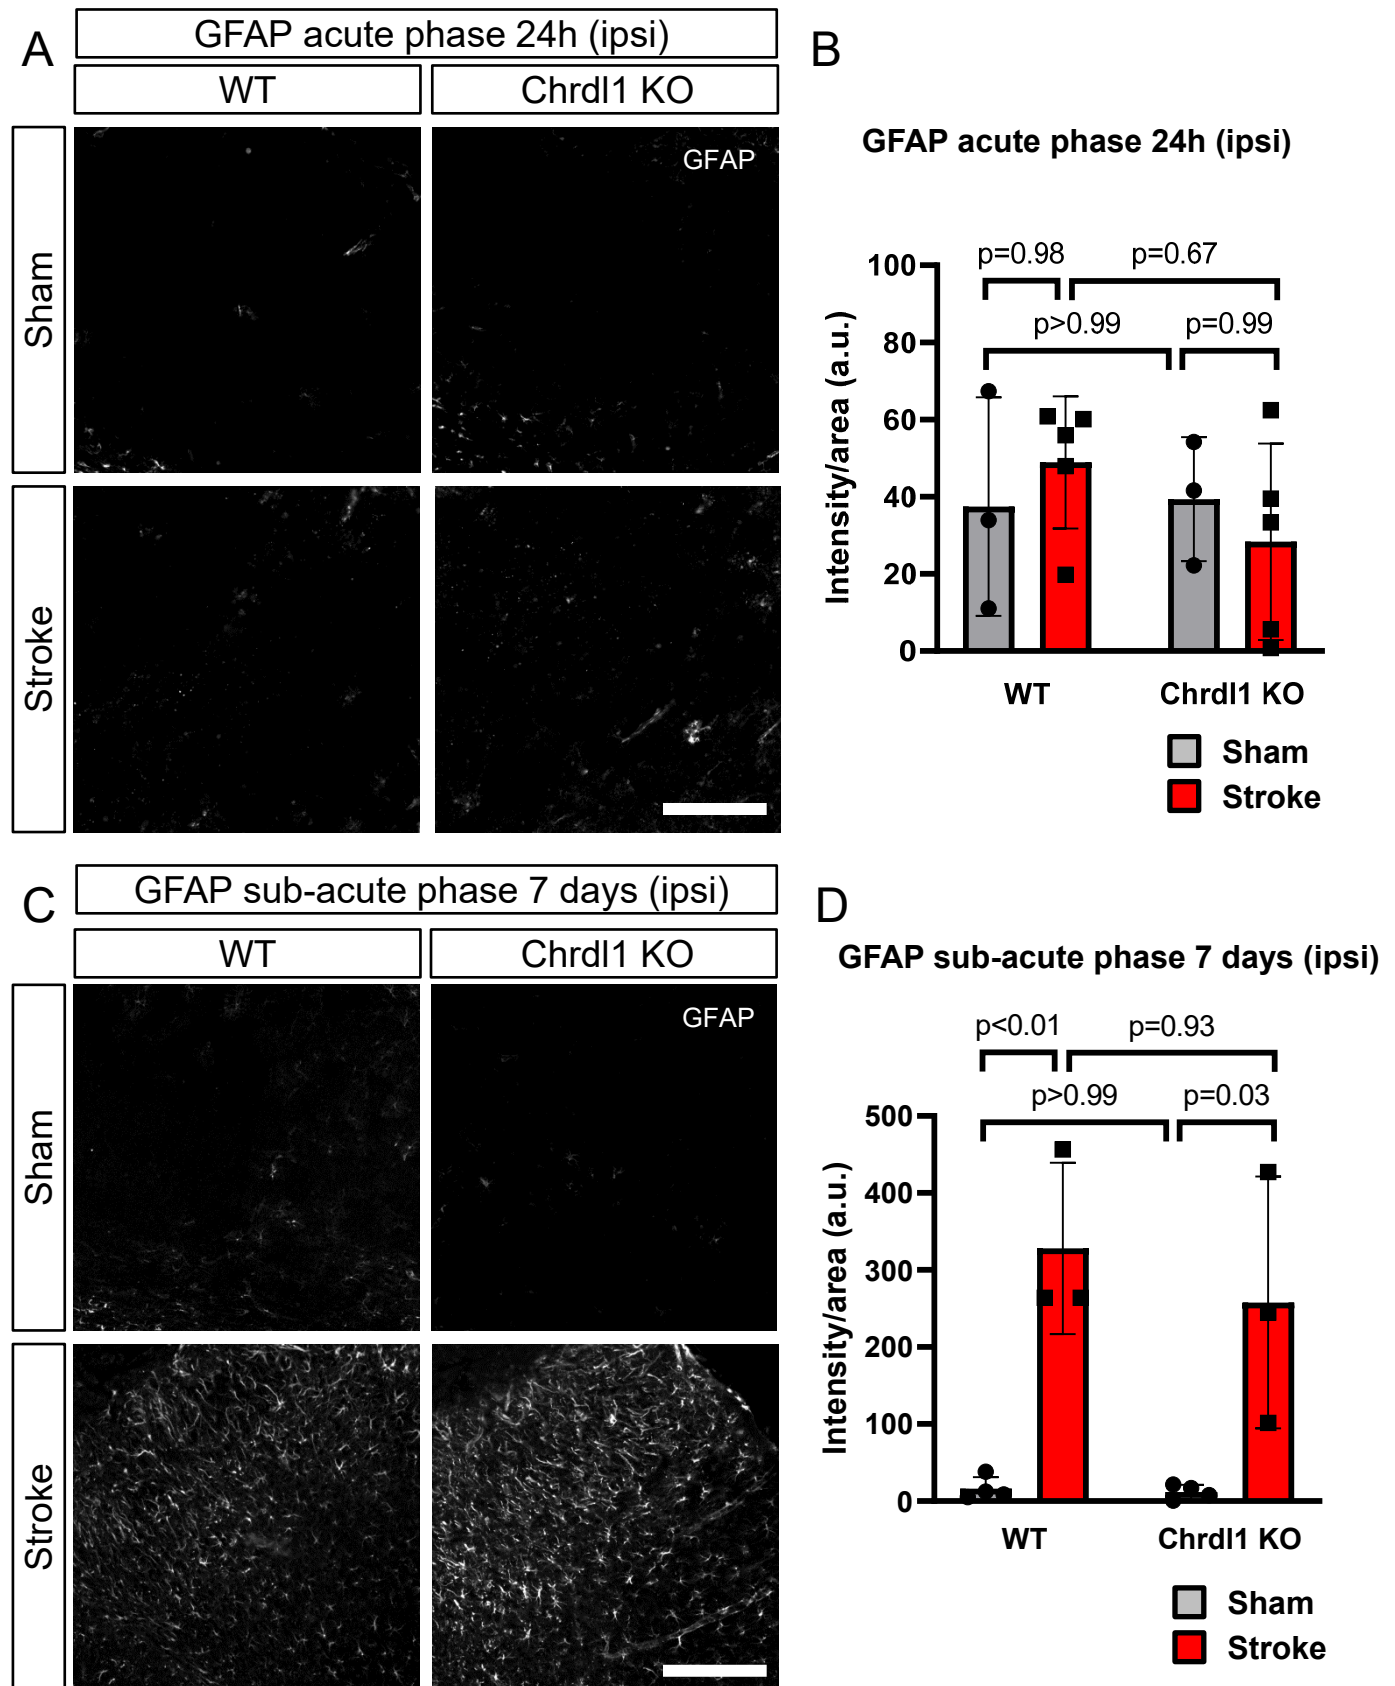 A
GFAP acute phase 24h (ipsi)
WT
Chrdl1 KO
Sham
Stroke
GFAP
B
GFAP acute phase 24h (ipsi)
p=0.98
p=0.67
p>0.99
p=0.99
Intensity/area (a.u.)
100
80
60
40
20
0
WT
Chrdl1 KO
Sham
Stroke
C
GFAP sub-acute phase 7 days (ipsi)
WT
Chrdl1 KO
Sham
Stroke
GFAP
D
GFAP sub-acute phase 7 days (ipsi)
p<0.01
p=0.93
p>0.99
p=0.03
Intensity/area (a.u.)
500
400
300
200
100
0
WT
Chrdl1 KO
Sham
Stroke